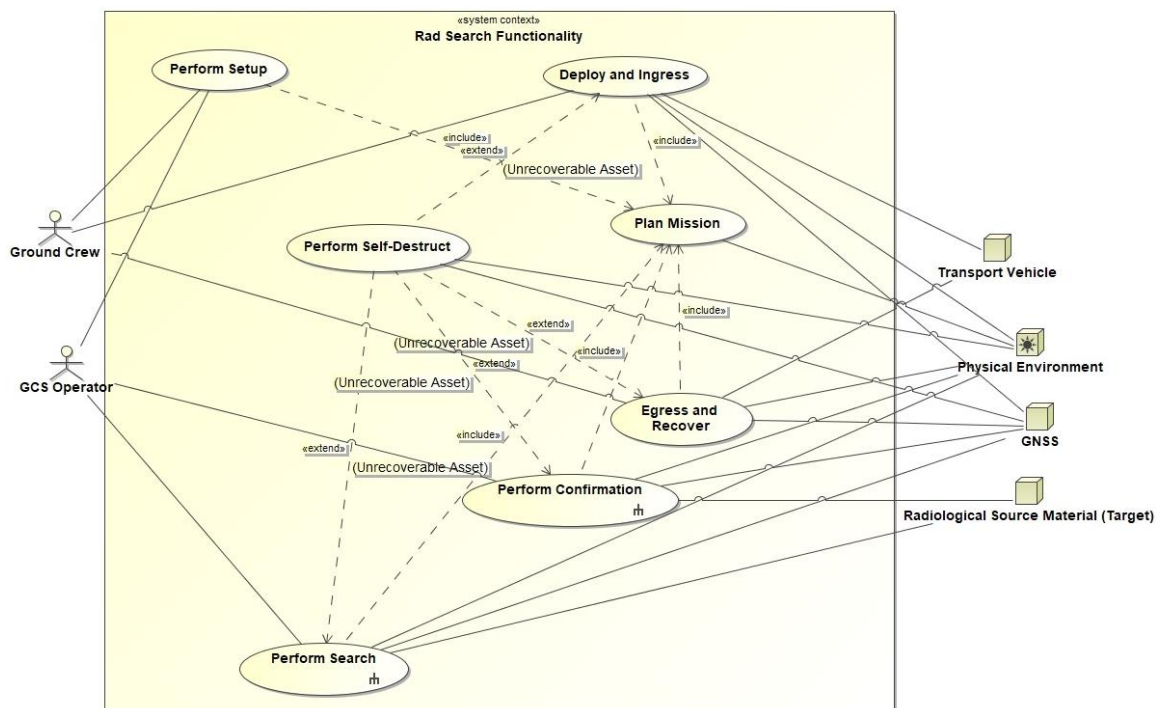 «system context»
Rad Search Functionality
Perform Setup
Deploy and Ingress
«include»
«extend»
«include»
(Unrecoverable Asset)
Plan Mission
Ground Crew
Perform Self-Destruct
Transport Vehicle
«extend»
«include»
(Unrecoverable Asset)
«include»
«extend»
Physical Environment
GCS Operator
(Unrecoverable Asset)
Egress and
Recover
GNSS
«extend»
«include»
(Unrecoverable Asset)
Perform Confirmation
Radiological Source Material (Target)
Perform Search